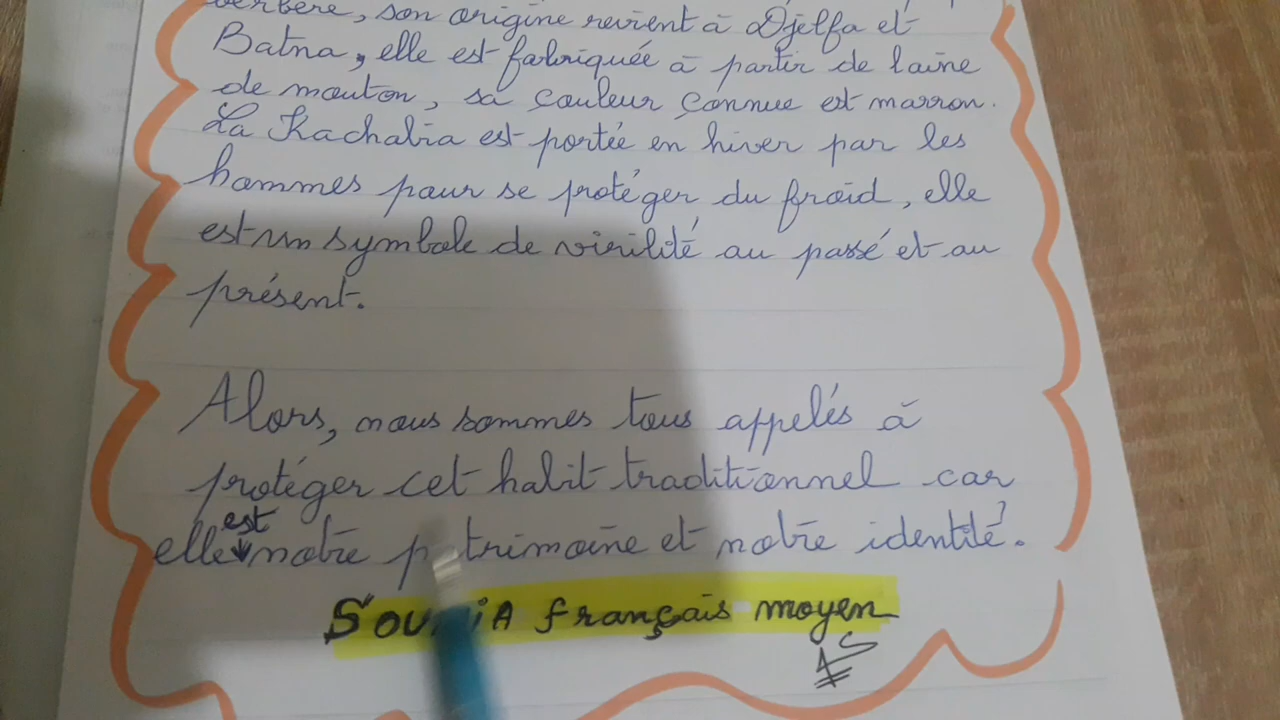 berbère, son origine revient à Djelfa et
Batna, elle est fabriquée à partir de laine
de mouton, sa couleur connue est marron.
La Kachabia est portée en hiver par les
hommes pour se protéger du froid, elle
est un symbole de virilité au passé et au
présent.
Alors, nous sommes tous appelés à
protéger cet habit traditionnel car
elle est notre patrimoine et notre identité.
français moyen